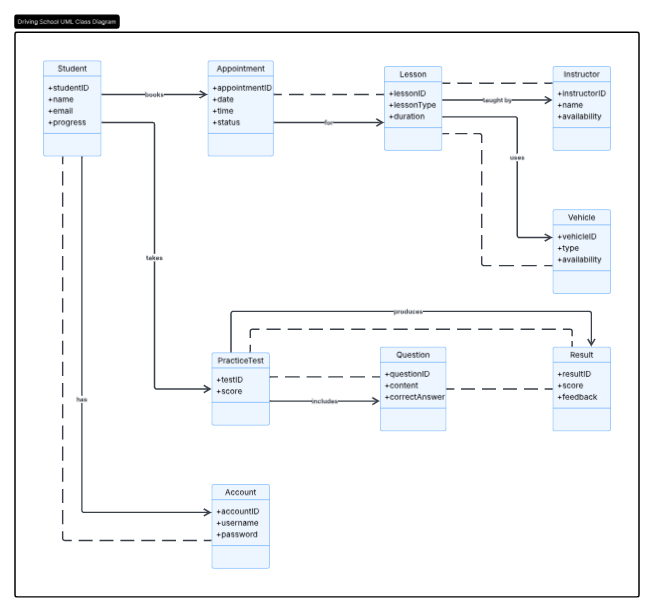 Driving School UML Class Diagram
Student
+studentID
+name
+email
+progress
books
Appointment
+appointmentID
+date
+time
+status
for
Lesson
+lessonID
+lessonType
+duration
taught by
Instructor
+instructorID
+name
+availability
uses
Vehicle
+vehicleID
+type
+availability
takes
produces
PracticeTest
+testID
+score
includes
Question
+questionID
+content
+correctAnswer
Result
+resultID
+score
+feedback
has
Account
+accountID
+username
+password